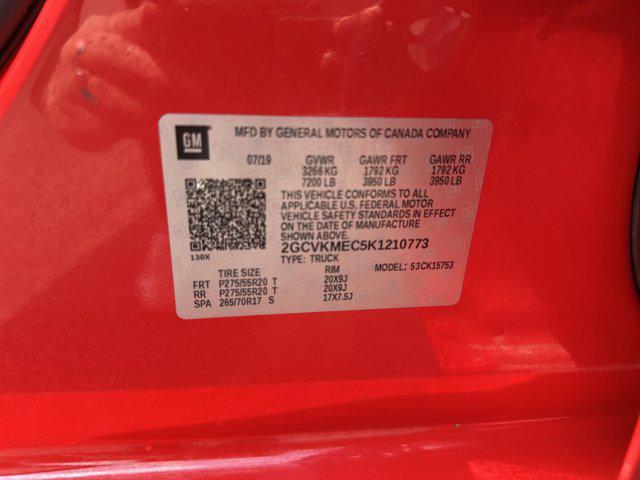 GM
MFD BY GENERAL MOTORS OF CANADA COMPANY
07/19 GVWR GAWR FRT GAWR RR
3266 KG 1792 KG 1792 KG
7200 LB 3950 LB 3950 LB
THIS VEHICLE CONFORMS TO ALL
APPLICABLE U.S. FEDERAL MOTOR
VEHICLE SAFETY STANDARDS IN EFFECT
ON THE DATE OF MANUFACTURE
SHOWN ABOVE.
2GCVKMEC5K1210773
130X
TYPE: TRUCK
MODEL: 53CK15753
TIRE SIZE RIM
FRT P275/55R20 T 20X9J
RR P275/55R20 T 20X9J
SPA 265/70R17 S 17X7.5J